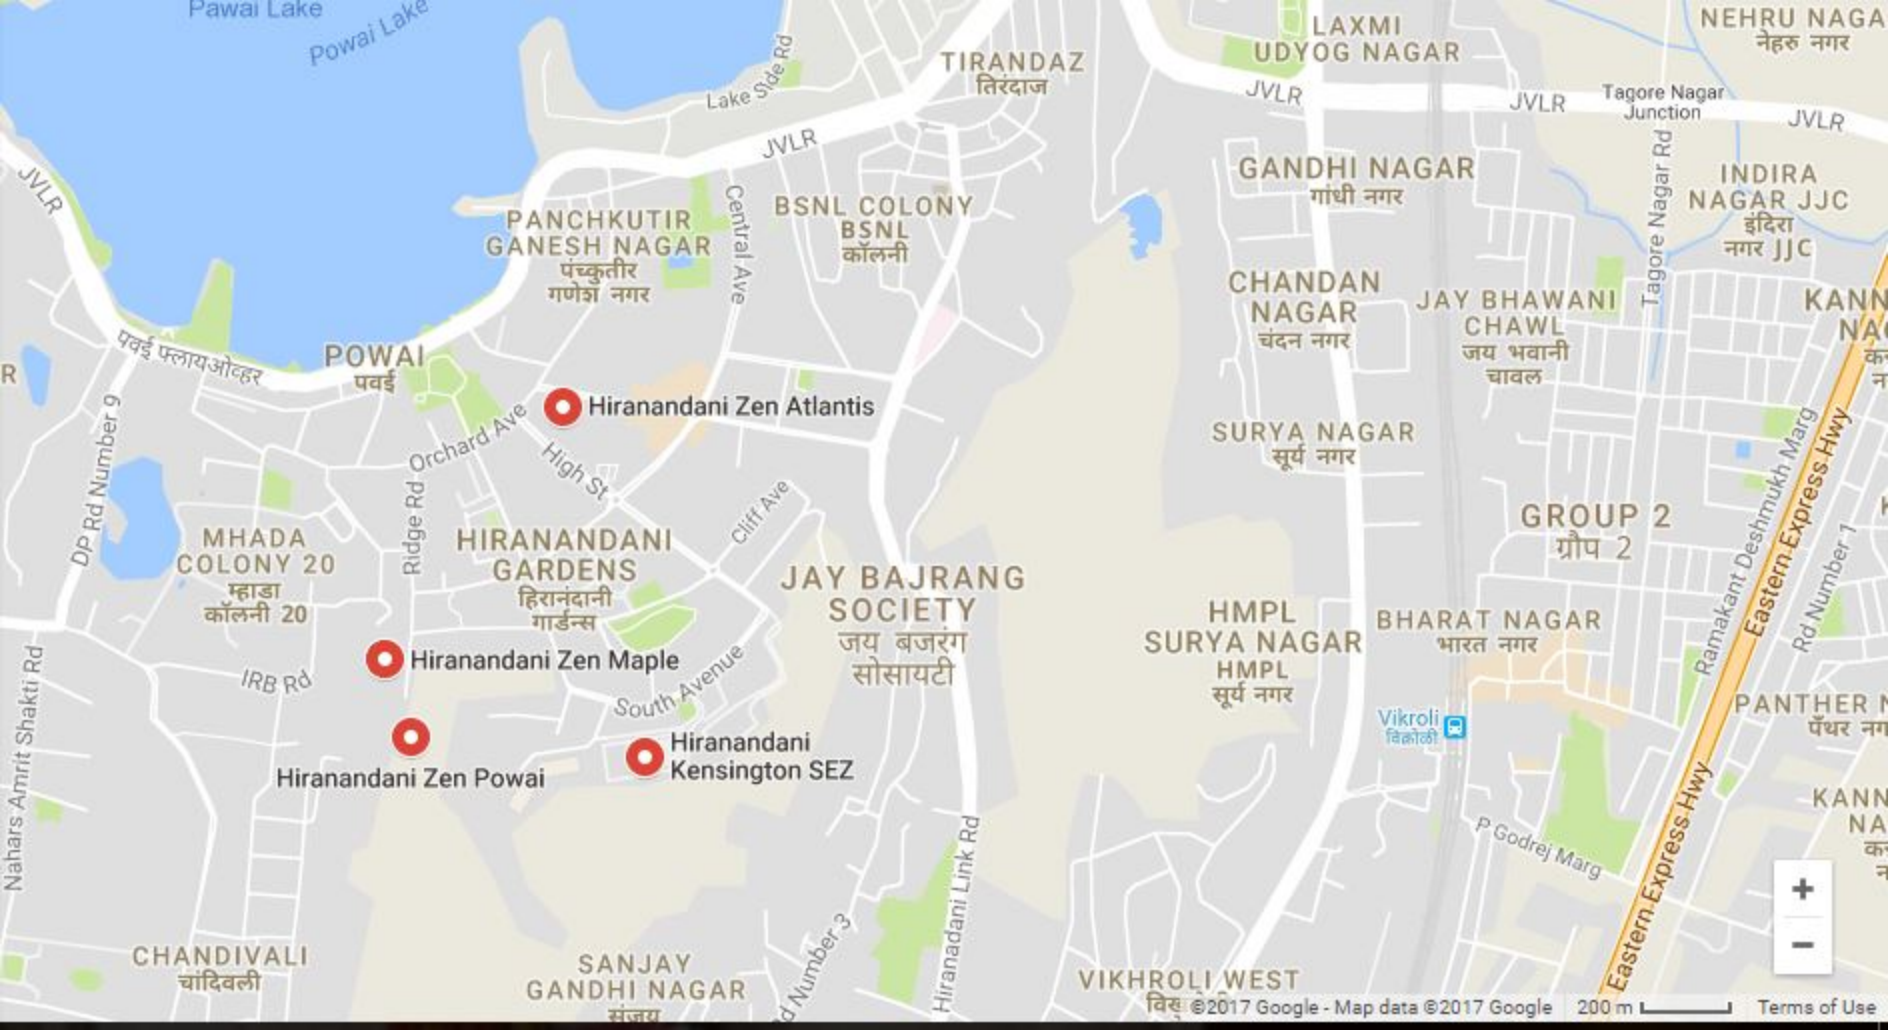 Pawai Lake
Powai Lake
Lake Side Rd
TIRANDAZ
तिरंदाज
LAXMI
UDYOG NAGAR
NEHRU NAGA
नेहरु नगर
JVLR
JVLR
Tagore Nagar
Junction
JVLR
JVLR
JVLR
Tagore Nagar Rd
GANDHI NAGAR
गांधी नगर
INDIRA
NAGAR JJC
इंदिरा
नगर JJC
PANCHKUTIR
GANESH NAGAR
पंच्कुतीर
गणेश नगर
Central Ave
BSNL COLONY
BSNL
कॉलनी
CHANDAN
NAGAR
चंदन नगर
JAY BHAWANI
CHAWL
जय भवानी
चावल
KANN
NAG
पवई फ्लायओव्हर
POWAI
पवई
R
Hiranandani Zen Atlantis
Orchard Ave
High St
DP Rd Number 9
Ridge Rd
SURYA NAGAR
सूर्य नगर
Ramakant Deshmukh Marg
Eastern Express Hwy
Cliff Ave
MHADA
COLONY 20
म्हाडा
कॉलनी 20
HIRANANDANI
GARDENS
हिरानंदानी
गार्डन्स
GROUP 2
ग्रौप 2
Rd Number 1
JAY BAJRANG
SOCIETY
जय बजरंग
सोसायटी
HMPL
SURYA NAGAR
HMPL
सूर्य नगर
BHARAT NAGAR
भारत नगर
Hiranandani Zen Maple
IRB Rd
South Avenue
Nahars Amrit Shakti Rd
Vikroli
विक्रोळी
PANTHER N
पँथर नग
Hiranandani Zen Powai
Hiranandani
Kensington SEZ
P Godrej Marg
KANN
NA
Hiranadani Link Rd
Eastern Express Hwy
CHANDIVALI
चांदिवली
SANJAY
GANDHI NAGAR
संजय
d Number 3
VIKHROLI WEST
©2017 Google - Map data ©2017 Google
200 m
Terms of Use